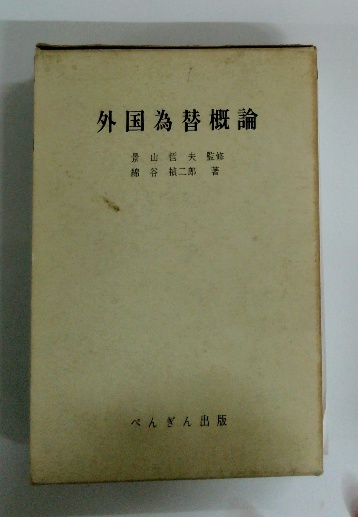 外国為替概論
景山哲夫 監修
綿谷禎二郎 著
ぺんぎん出版